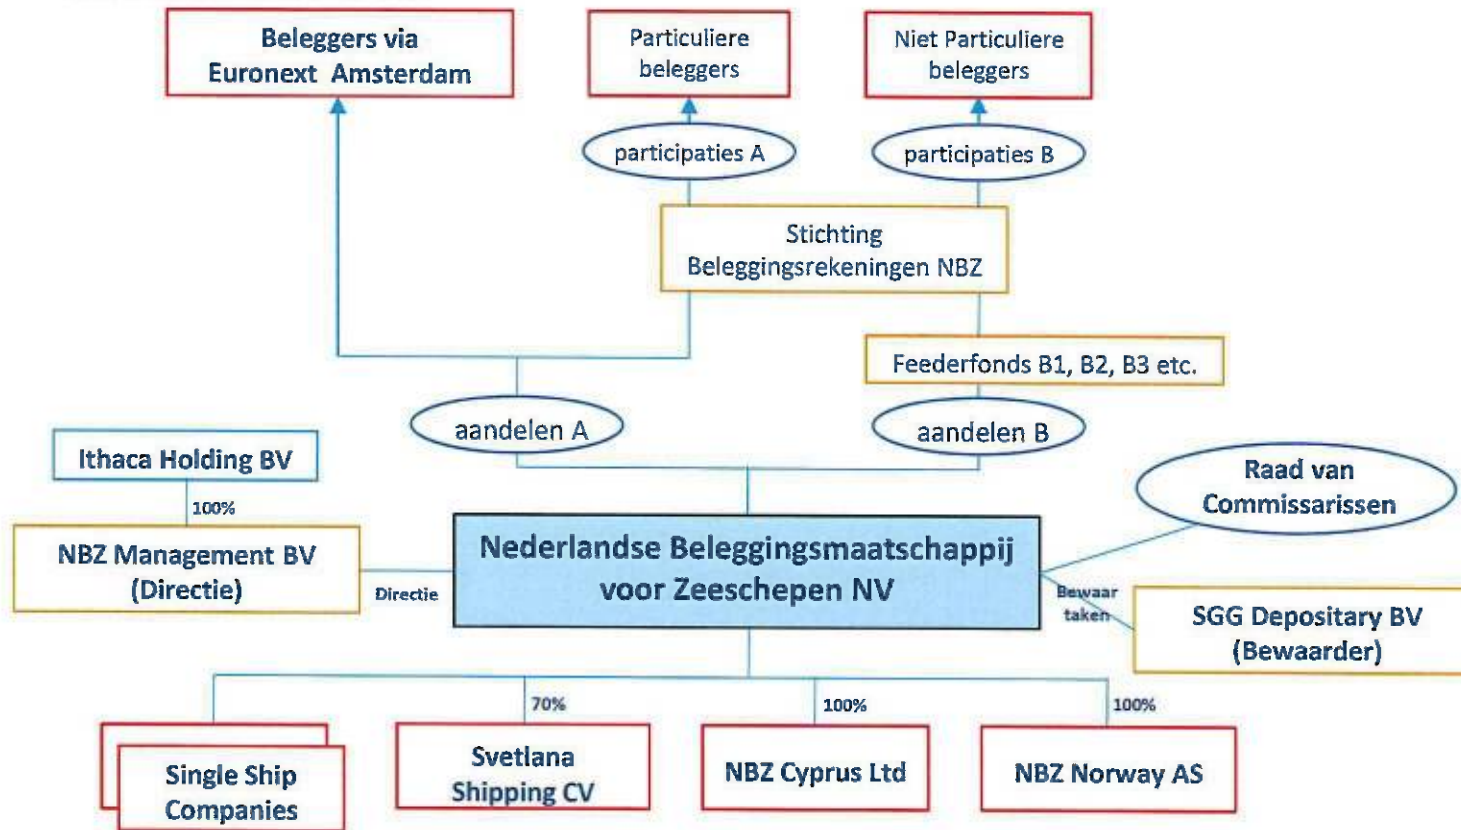 Beleggers via
Euronext Amsterdam
Particuliere
beleggers
Niet Particuliere
beleggers
participaties A
participaties B
Stichting
Beleggingsrekeningen NBZ
Feederfonds B1, B2, B3 etc.
aandelen A
aandelen B
Ithaca Holding BV
100%
NBZ Management BV
(Directie)
Directie
Nederlandse Beleggingsmaatschappij
voor Zeeschepen NV
Raad van
Commissarissen
Bewaar
taken
SGG Depositary BV
(Bewaarder)
Single Ship
Companies
70%
Svetlana
Shipping CV
100%
NBZ Cyprus Ltd
100%
NBZ Norway AS